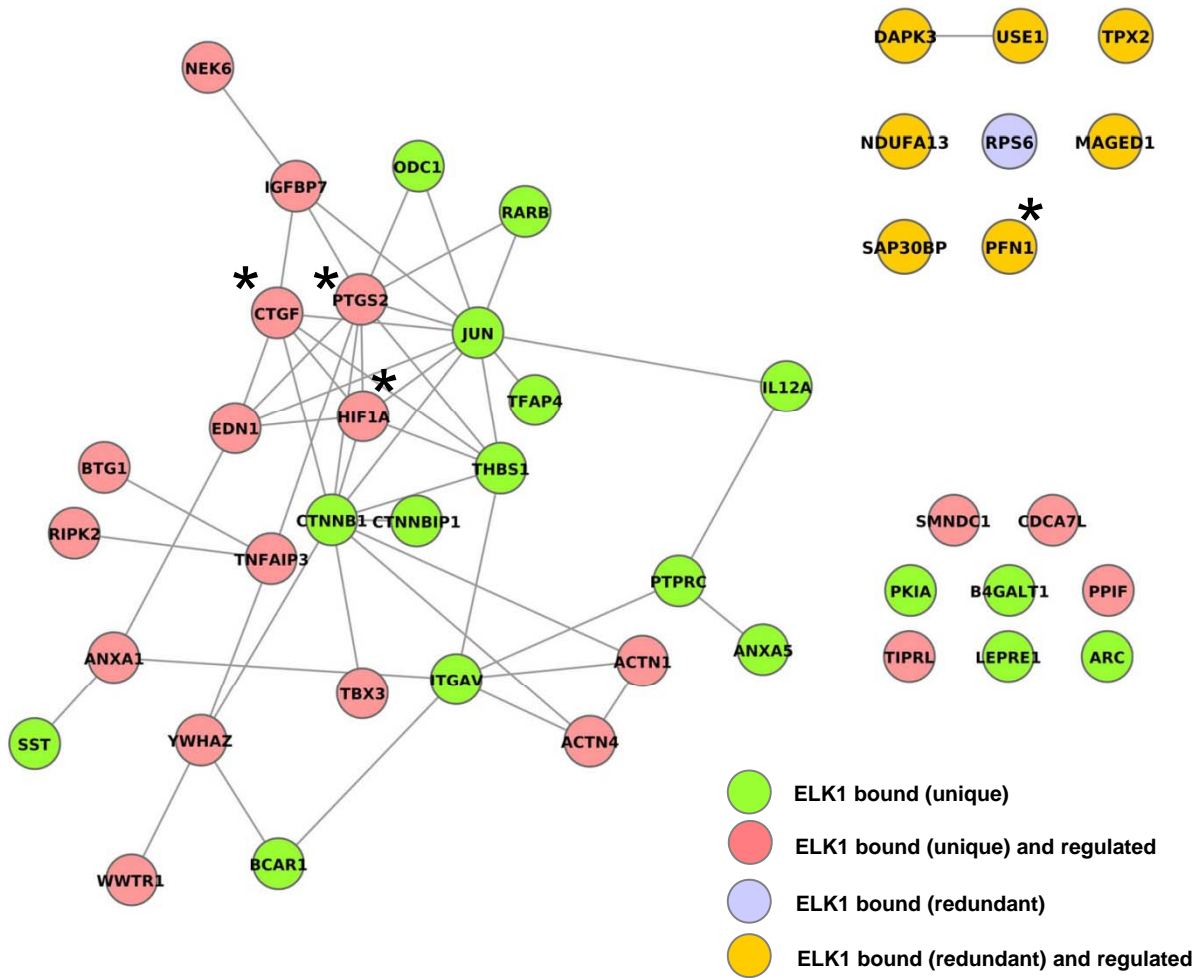 DAPK3 USE1 TPX2
NEK6
NDUFA13 RPS6 MAGED1
ODC1
IGFBP7
RARB
*
SAP30BP PFN1
* *
PTGS2
CTGF
JUN
*
IL12A
TFAP4
HIF1A
EDN1
BTG1
THBS1
CTNNB1 CTNNBIP1
SMNDC1 CDCA7L
RIPK2
TNFAIP3
PTPRC
PKIA B4GALT1 PPIF
ANXA5
ANXA1
ACTN1
TIPRL LEPRE1 ARC
ITGAV
TBX3
YWHAZ
ACTN4
SST
ELK1 bound (unique)
ELK1 bound (unique) and regulated
BCAR1
WWTR1
ELK1 bound (redundant)
ELK1 bound (redundant) and regulated